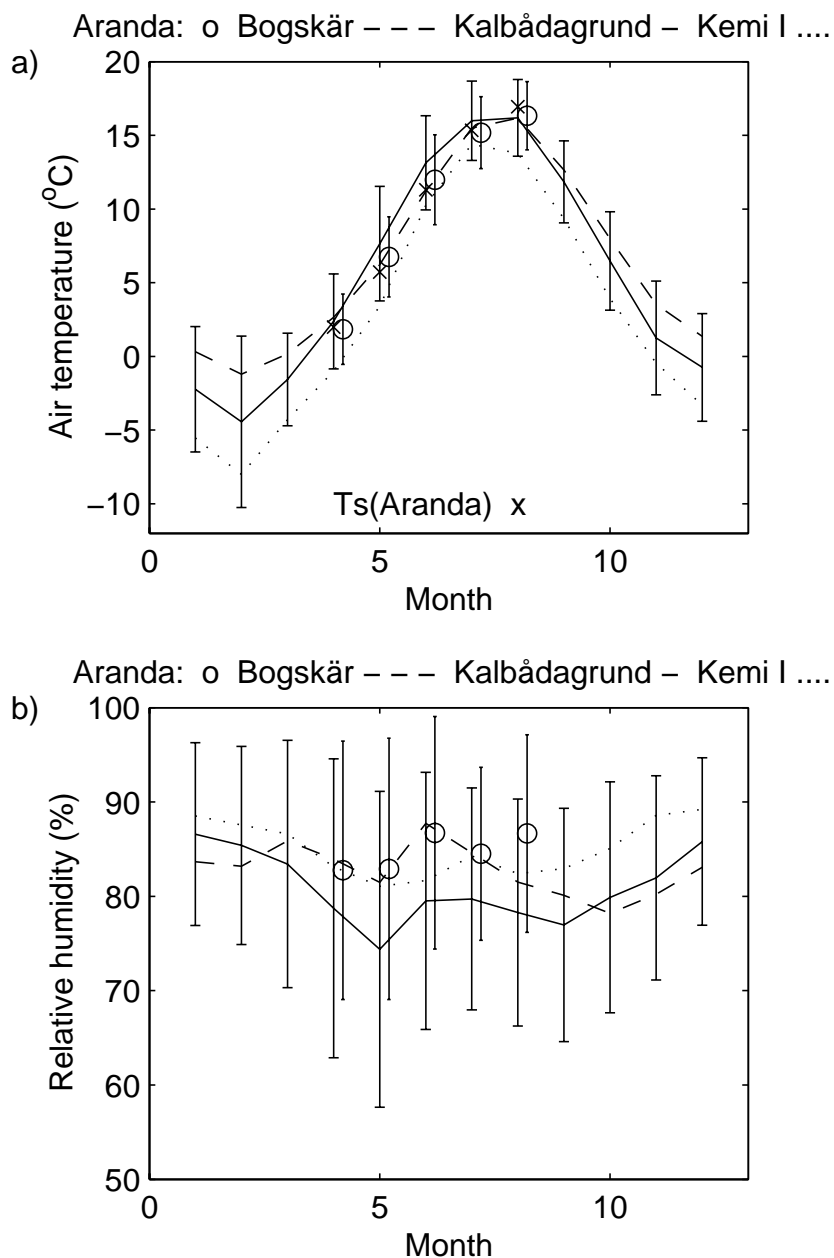 Aranda: o Bogskär – – – Kalbådagrund – Kemi I ....
a)
20
15
10
5
0
−5
−10
Air temperature (°C)
Ts(Aranda) x
0 5 10
Month
Aranda: o Bogskär – – – Kalbådagrund – Kemi I ....
b)
100
90
80
70
60
50
Relative humidity (%)
0 5 10
Month